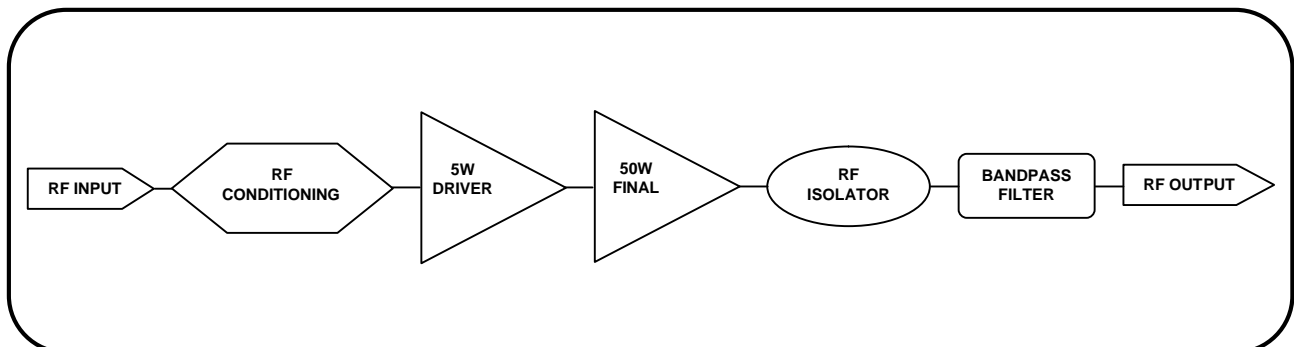 RF INPUT
RF
CONDITIONING
5W
DRIVER
50W
FINAL
RF
ISOLATOR
BANDPASS
FILTER
RF OUTPUT